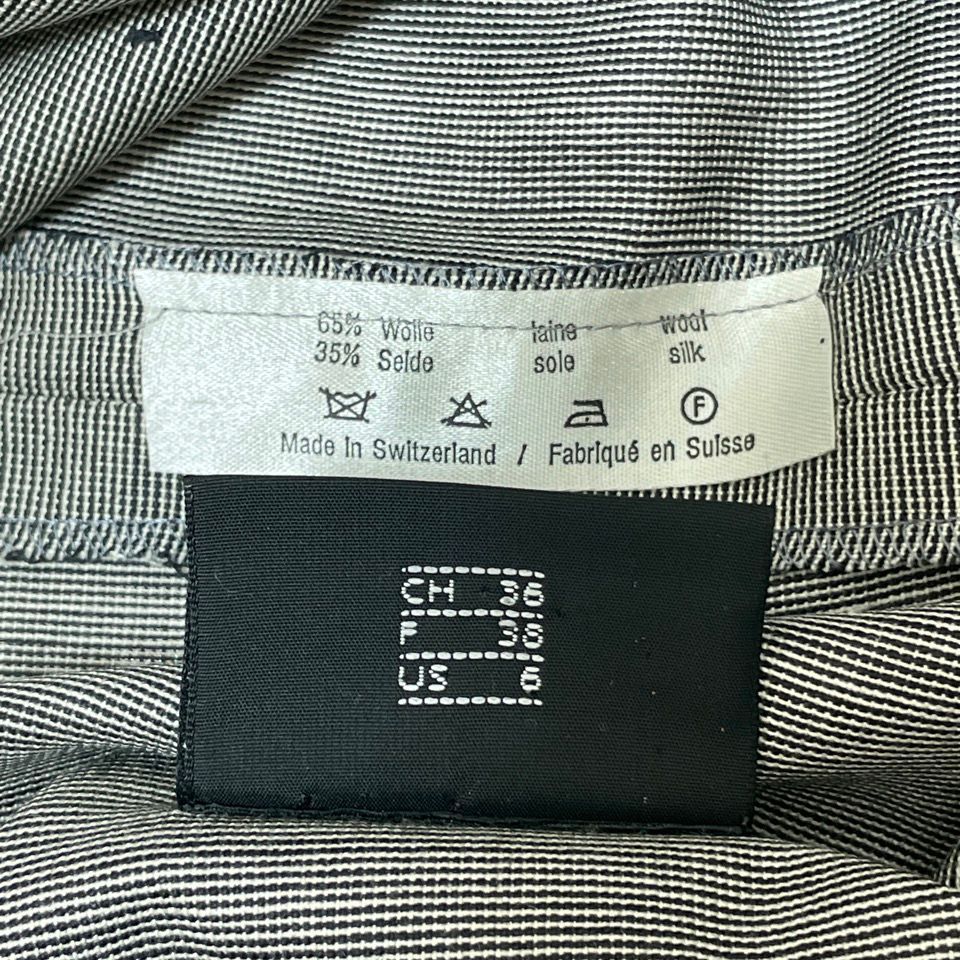 65% Wolle laine wool
35% Seide soie silk
F
Made in Switzerland / Fabriqué en Suisse
CH 36
F 38
US 6